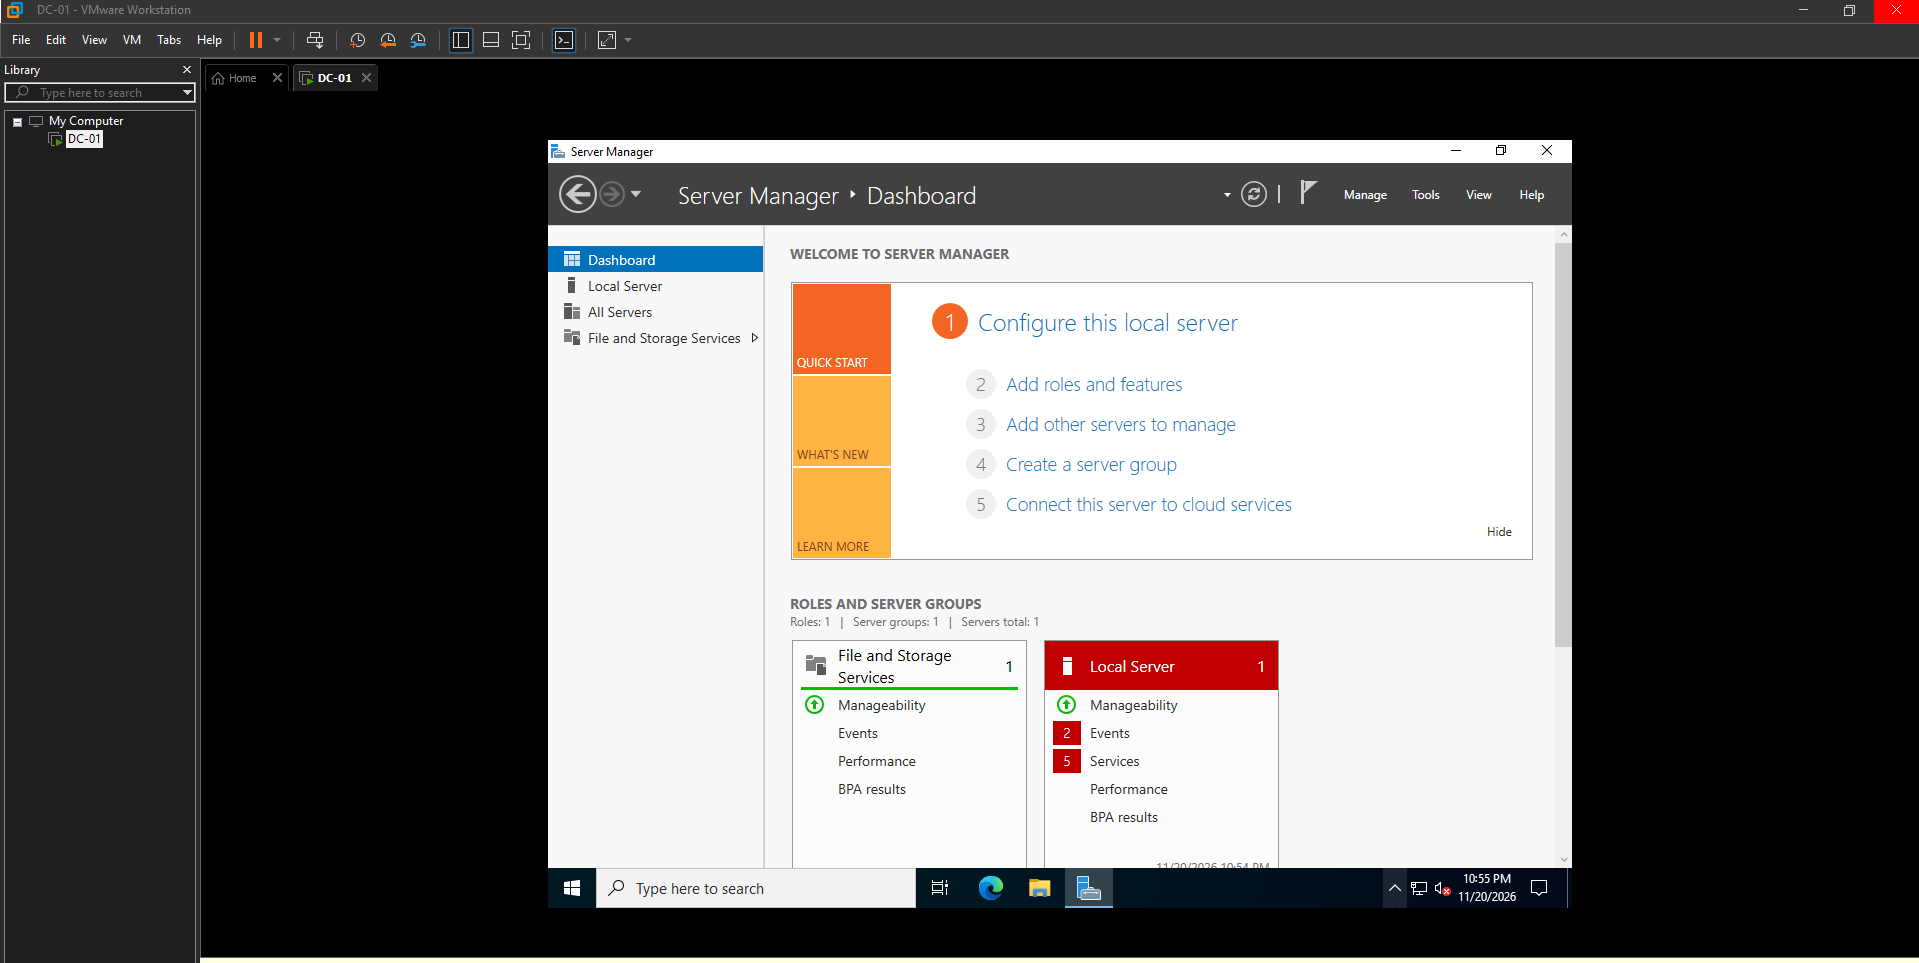 DC-01 - VMware Workstation
File Edit View VM Tabs Help
Library
Type here to search
My Computer
DC-01
Home
DC-01
Server Manager
Server Manager Dashboard
Manage Tools View Help
Dashboard
Local Server
All Servers
File and Storage Services
WELCOME TO SERVER MANAGER
QUICK START
WHAT'S NEW
LEARN MORE
1 Configure this local server
2 Add roles and features
3 Add other servers to manage
4 Create a server group
5 Connect this server to cloud services
Hide
ROLES AND SERVER GROUPS
Roles: 1 | Server groups: 1 | Servers total: 1
File and Storage
Services
1
Manageability
Events
Performance
BPA results
Local Server 1
Manageability
2 Events
5 Services
Performance
BPA results
11/20/2026 10:54 PM
Type here to search
10:55 PM
11/20/2026